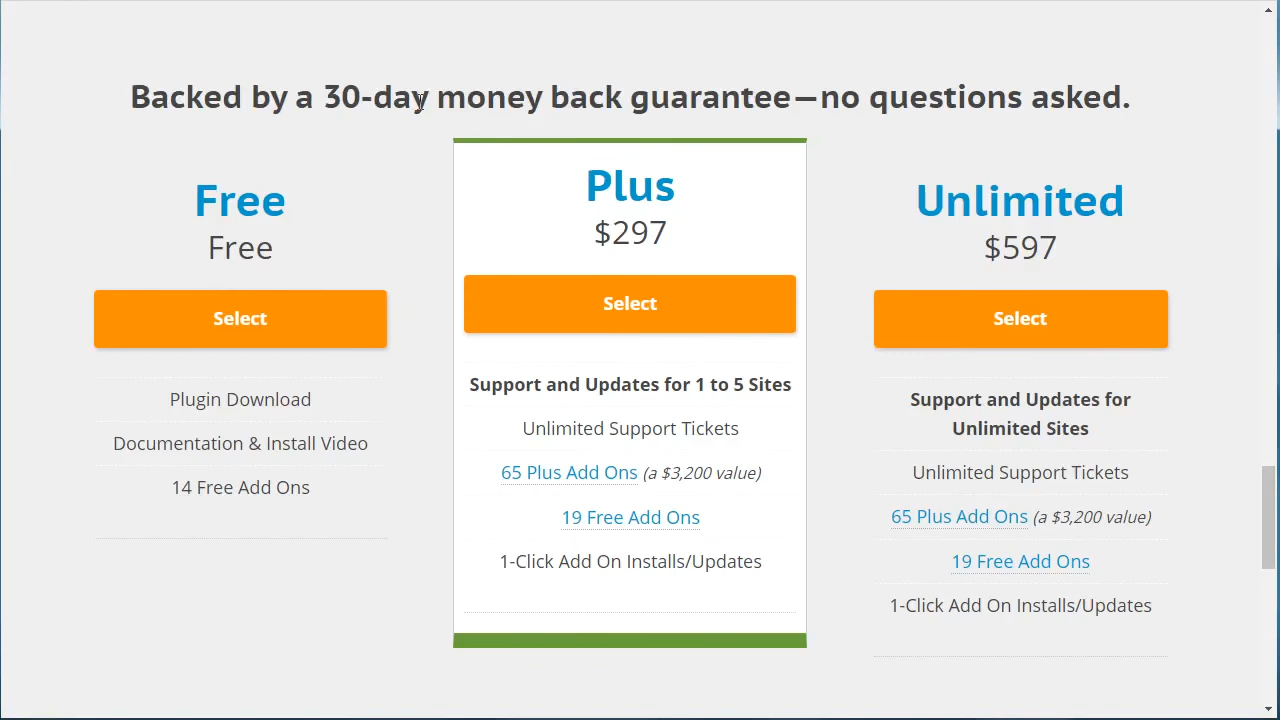 Backed by a 30-day money back guarantee—no questions asked.
Free
Free
Select
Plugin Download
Documentation & Install Video
14 Free Add Ons
Plus
$297
Select
Support and Updates for 1 to 5 Sites
Unlimited Support Tickets
65 Plus Add Ons (a $3,200 value)
19 Free Add Ons
1-Click Add On Installs/Updates
Unlimited
$597
Select
Support and Updates for
Unlimited Sites
Unlimited Support Tickets
65 Plus Add Ons (a $3,200 value)
19 Free Add Ons
1-Click Add On Installs/Updates